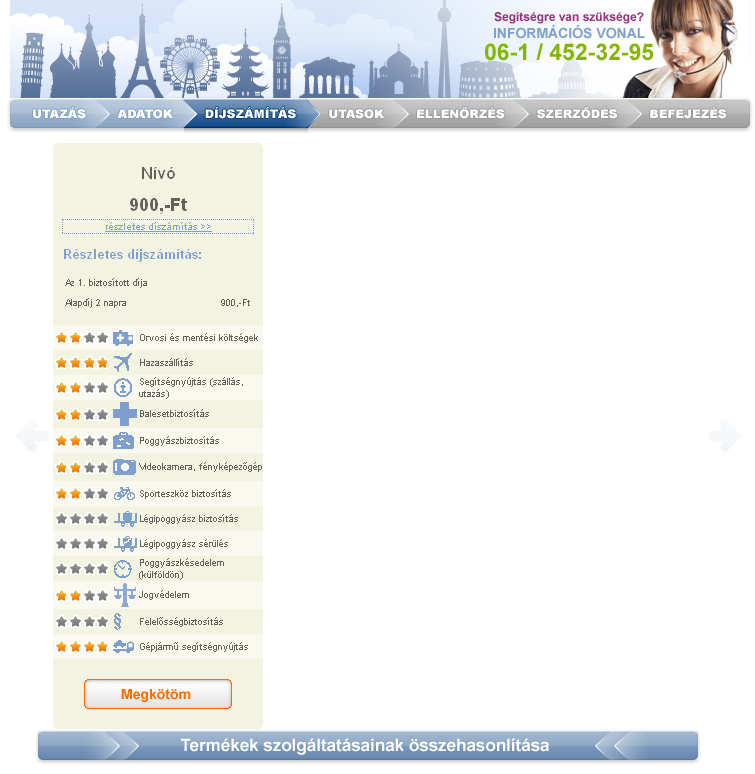 Segítségre van szüksége?
INFORMÁCIÓS VONAL
06-1 / 452-32-95
UTAZÁS ADATOK DÍJSZÁMÍTÁS UTASOK ELLENŐRZÉS SZERZŐDÉS BEFEJEZÉS
Nívó
900,-Ft
részletes díszámítás >>
Részletes díjszámítás:
Az 1. biztosított díja
Alapdíj 2 napra 900,-Ft
Orvosi és mentési költségek
Hazaszállítás
Segítségnyújtás (szállás,
utazás)
Balesetbiztosítás
Poggyászbiztosítás
Videokamera, fényképezőgép
Sporteszköz biztosítás
Légipoggyász biztosítás
Légipoggyász sérülés
Poggyászkésedelem
(külföldön)
Jogvédelem
Felelősségbiztosítás
Gépjármű segítségnyújtás
Megkötöm
Termékek szolgáltatásainak összehasonlítása